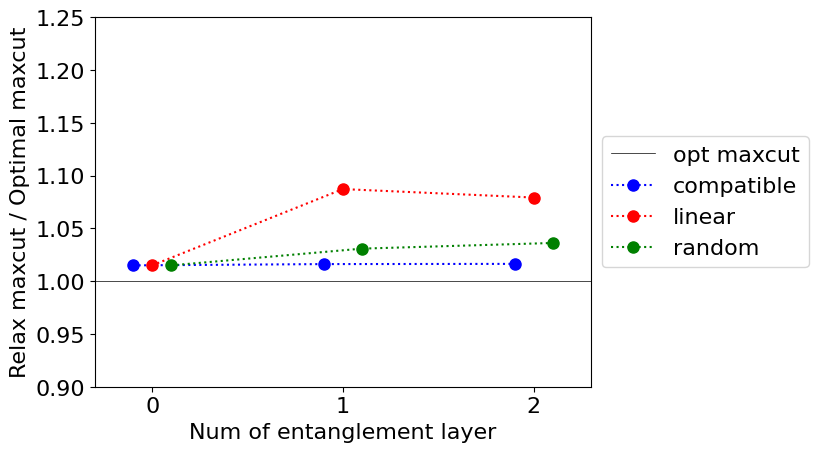 Relax maxcut / Optimal maxcut
1.25
1.20
1.15
1.10
1.05
1.00
0.95
0.90
0
1
2
Num of entanglement layer
opt maxcut
compatible
linear
random